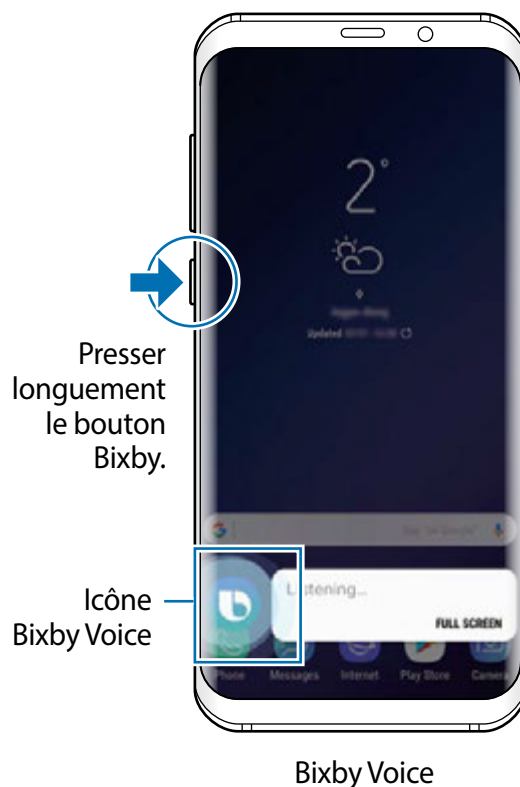 2°
Updated
Presser
longuement
le bouton
Bixby.
Listening...
FULL SCREEN
Icône
Bixby Voice
Phone
Messages
Internet
Play Store
Camera
Bixby Voice